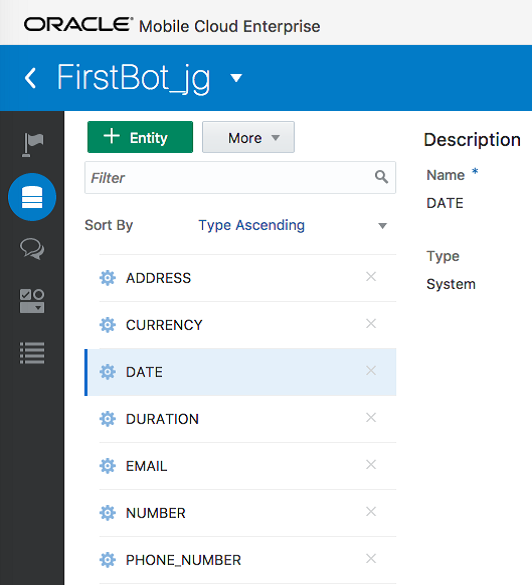 ORACLE® Mobile Cloud Enterprise
FirstBot_jg
+ Entity
More
Filter
Sort By
Type Ascending
ADDRESS
CURRENCY
DATE
DURATION
EMAIL
NUMBER
PHONE_NUMBER
Description
Name *
DATE
Type
System